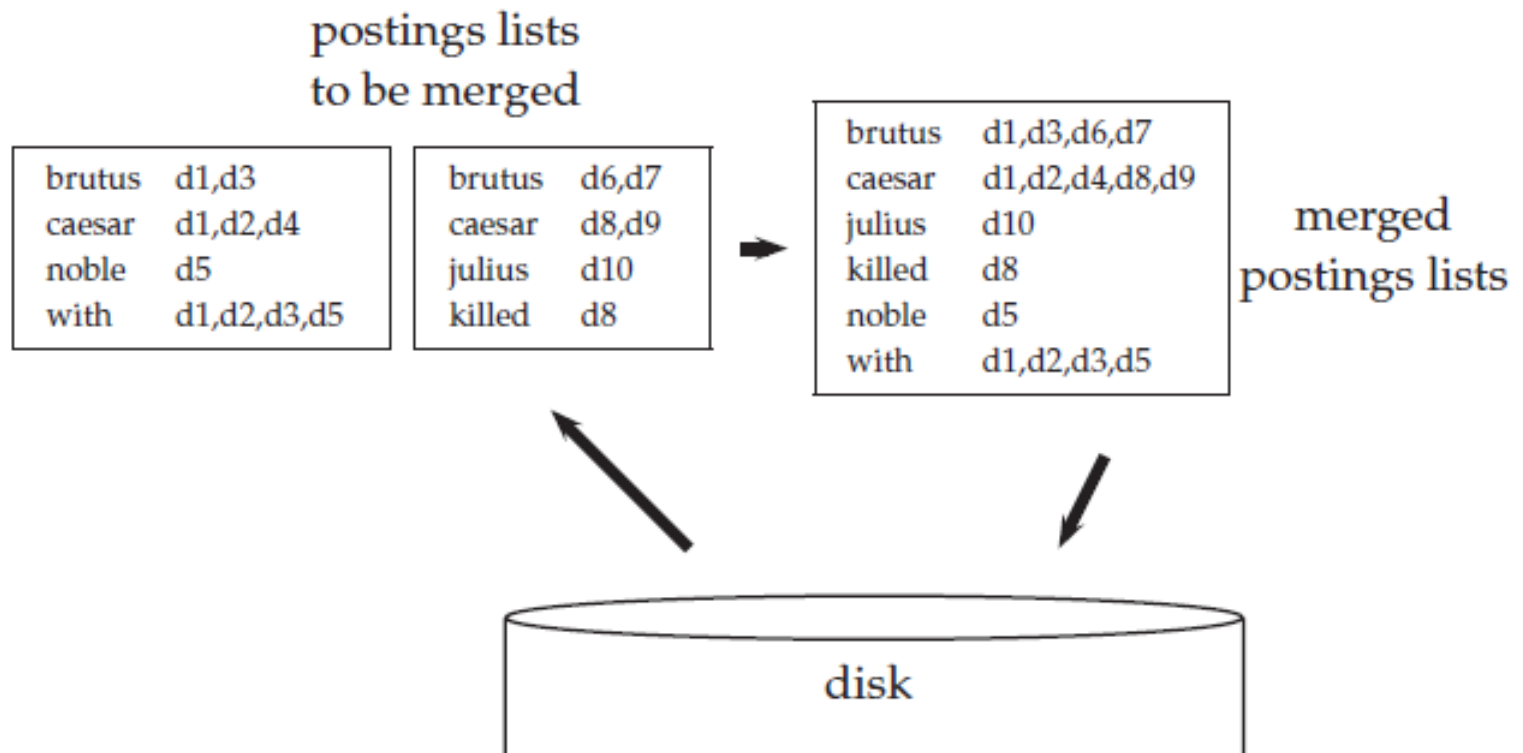 postings lists
to be merged
brutus d1,d3
caesar d1,d2,d4
noble d5
with d1,d2,d3,d5
brutus d6,d7
caesar d8,d9
julius d10
killed d8
brutus d1,d3,d6,d7
caesar d1,d2,d4,d8,d9
julius d10
killed d8
noble d5
with d1,d2,d3,d5
merged
postings lists
disk